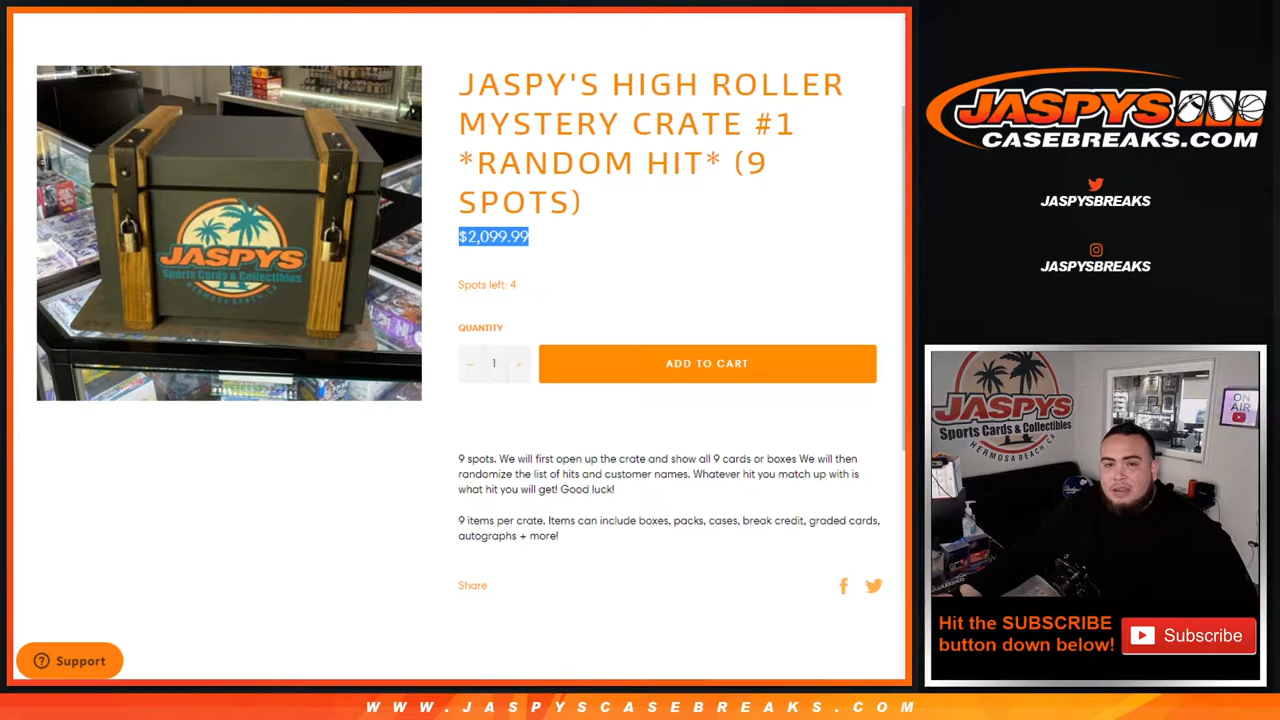 JASPYS
Sports Cards & Collectibles
HERMOSA BEACH, CA
JASPY'S HIGH ROLLER
MYSTERY CRATE #1
*RANDOM HIT* (9
SPOTS)
$2,099.99
Spots left: 4
QUANTITY
− 1 +
ADD TO CART
9 spots. We will first open up the crate and show all 9 cards or boxes We will then
randomize the list of hits and customer names. Whatever hit you match up with is
what hit you will get! Good luck!
9 items per crate. Items can include boxes, packs, cases, break credit, graded cards,
autographs + more!
Share
Support
JASPYS
CASEBREAKS.COM
JASPYSBREAKS
JASPYSBREAKS
JASPYS
Sports Cards & Collectibles
HERMOSA BEACH, CA
ON
AIR
Hit the SUBSCRIBE
button down below!
Subscribe
WWW.JASPYSCASEBREAKS.COM